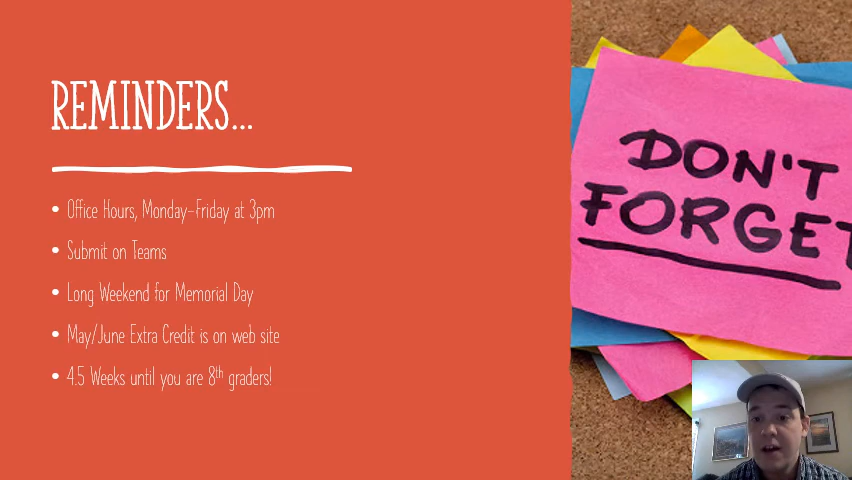 REMINDERS...
• Office Hours, Monday-Friday at 3pm
• Submit on Teams
• Long Weekend for Memorial Day
• May/June Extra Credit is on web site
• 4.5 Weeks until you are 8th graders!
DON'T
FORGET